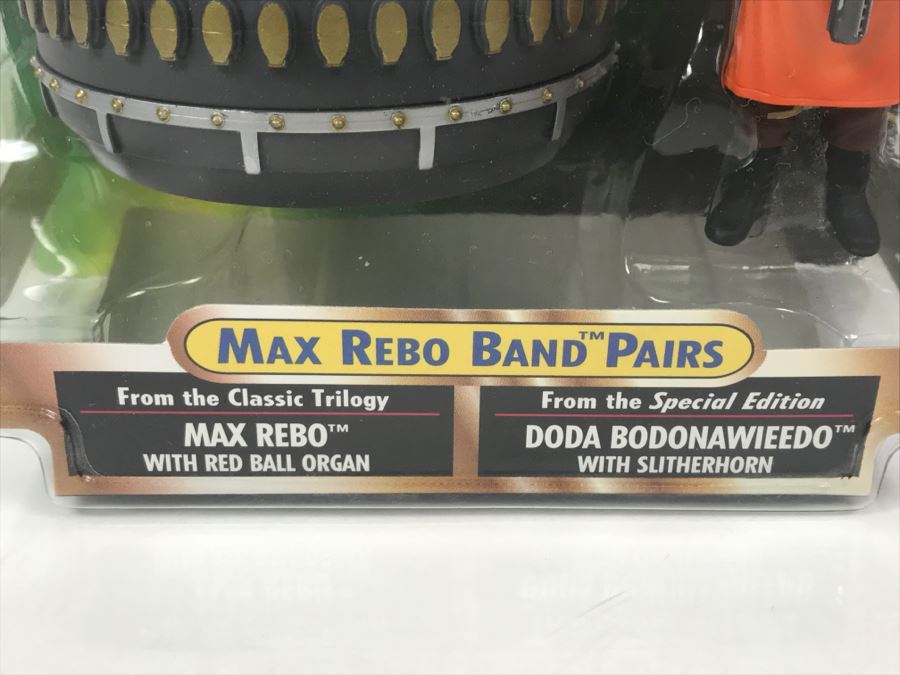 MAX REBO BAND™ PAIRS
From the Classic Trilogy
MAX REBO™
WITH RED BALL ORGAN
From the Special Edition
DODA BODONAWIEEDO™
WITH SLITHERHORN